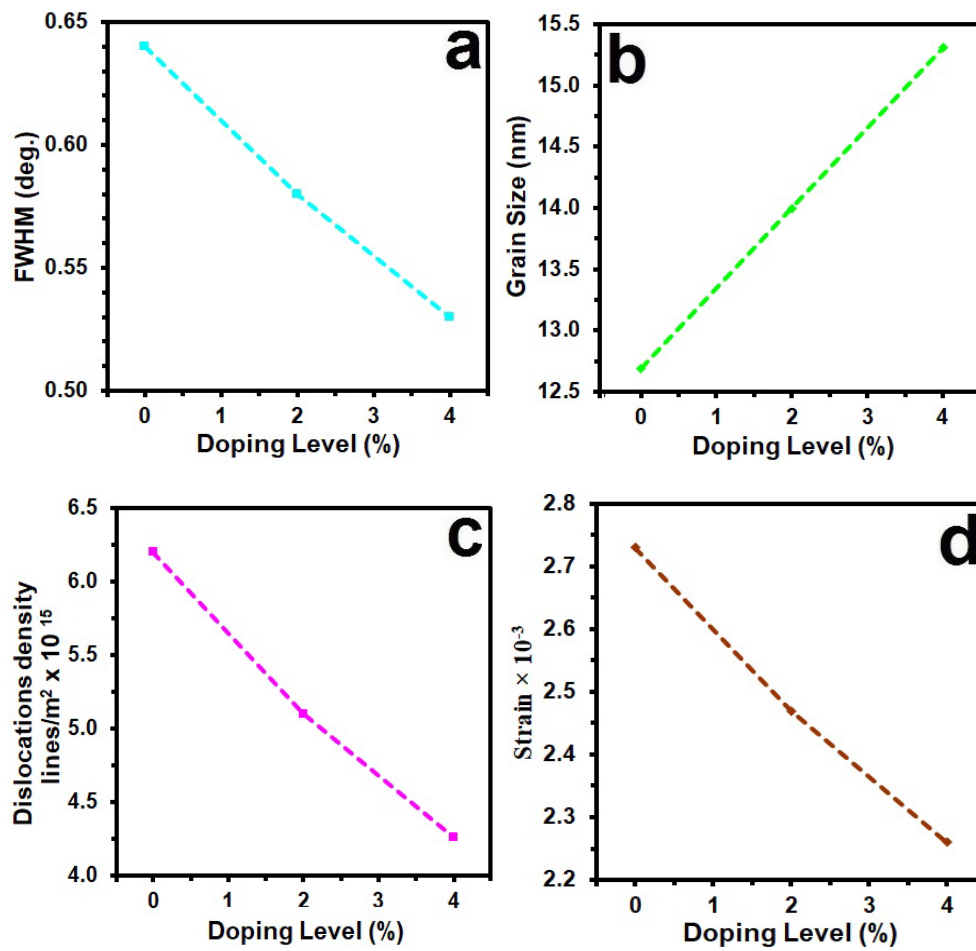 a
FWHM (deg.)
0.65
0.60
0.55
0.50
0 1 2 3 4
Doping Level (%)
b
Grain Size (nm)
15.5
15.0
14.5
14.0
13.5
13.0
12.5
0 1 2 3 4
Doping Level (%)
c
Dislocations density
lines/m² x 10 ¹⁵
6.5
6.0
5.5
5.0
4.5
4.0
0 1 2 3 4
Doping Level (%)
d
Strain × 10⁻³
2.8
2.7
2.6
2.5
2.4
2.3
2.2
0 1 2 3 4
Doping Level (%)